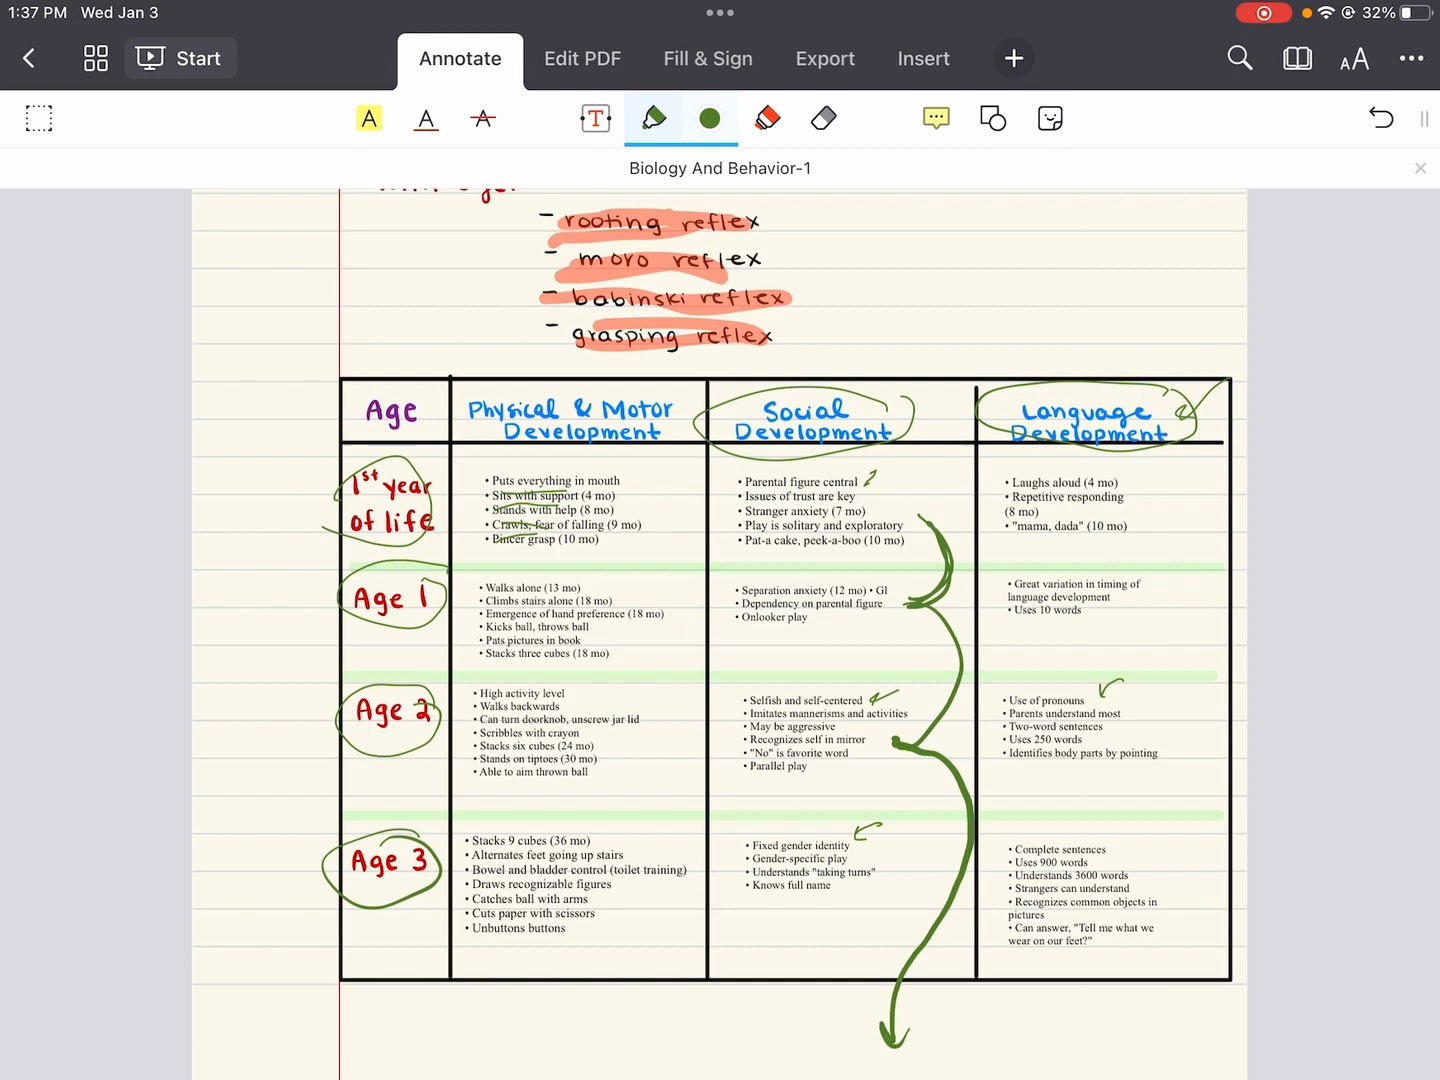 1:37 PM Wed Jan 3
32%
Start
Annotate
Edit PDF
Fill & Sign
Export
Insert
A
A
A
T
AA
Biology And Behavior-1
- rooting reflex
- moro reflex
- babinski reflex
- grasping reflex
Age
Physical & Motor
Development
Social
Development
Language
Development
1st year
of life
• Puts everything in mouth
• Sits with support (4 mo)
• Stands with help (8 mo)
• Crawls, fear of falling (9 mo)
• Pincer grasp (10 mo)
• Parental figure central
• Issues of trust are key
• Stranger anxiety (7 mo)
• Play is solitary and exploratory
• Pat-a cake, peek-a-boo (10 mo)
• Laughs aloud (4 mo)
• Repetitive responding
(8 mo)
• "mama, dada" (10 mo)
Age 1
• Walks alone (13 mo)
• Climbs stairs alone (18 mo)
• Emergence of hand preference (18 mo)
• Kicks ball, throws ball
• Pats pictures in book
• Stacks three cubes (18 mo)
• Separation anxiety (12 mo) • GI
• Dependency on parental figure
• Onlooker play
• Great variation in timing of
language development
• Uses 10 words
Age 2
• High activity level
• Walks backwards
• Can turn doorknob, unscrew jar lid
• Scribbles with crayon
• Stacks six cubes (24 mo)
• Stands on tiptoes (30 mo)
• Able to aim thrown ball
• Selfish and self-centered
• Imitates mannerisms and activities
• May be aggressive
• Recognizes self in mirror
• "No" is favorite word
• Parallel play
• Use of pronouns
• Parents understand most
• Two-word sentences
• Uses 250 words
• Identifies body parts by pointing
Age 3
• Stacks 9 cubes (36 mo)
• Alternates feet going up stairs
• Bowel and bladder control (toilet training)
• Draws recognizable figures
• Catches ball with arms
• Cuts paper with scissors
• Unbuttons buttons
• Fixed gender identity
• Gender-specific play
• Understands "taking turns"
• Knows full name
• Complete sentences
• Uses 900 words
• Understands 3600 words
• Strangers can understand
• Recognizes common objects in
pictures
• Can answer, "Tell me what we
wear on our feet?"